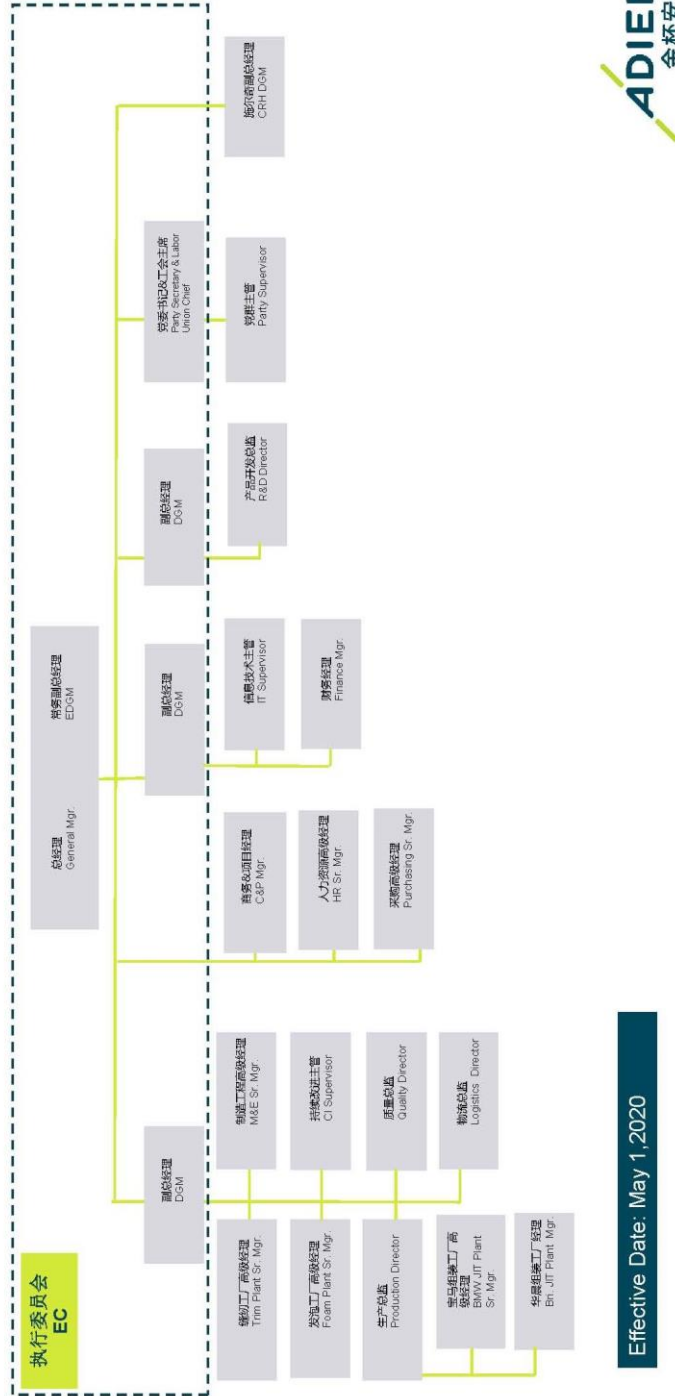 执行委员会
EC
总经理
General Mgr.
常务副总经理
EDGM
副总经理
DGM
副总经理
DGM
副总经理
DGM
党委书记&工会主席
Party Secretary & Labor
Union Chief
缝纫工厂高级经理
Trim Plant Sr. Mgr.
制造工程高级经理
M&E Sr. Mgr.
发泡工厂高级经理
Foam Plant Sr. Mgr.
持续改进主管
CI Supervisor
生产总监
Production Director
质量总监
Quality Director
宝马组装工厂高
级经理
BMW JIT Plant
Sr. Mgr.
物流总监
Logistics Director
华晨组装工厂经理
Bri. JIT Plant Mgr.
商务&项目经理
C&P Mgr.
人力资源高级经理
HR Sr. Mgr.
采购高级经理
Purchasing Sr. Mgr.
信息技术主管
IT Supervisor
财务经理
Finance Mgr.
产品开发总监
R&D Director
党群主管
Party Supervisor
施尔奇副总经理
CRH DGM
Effective Date: May 1,2020
ADIE
金杯安